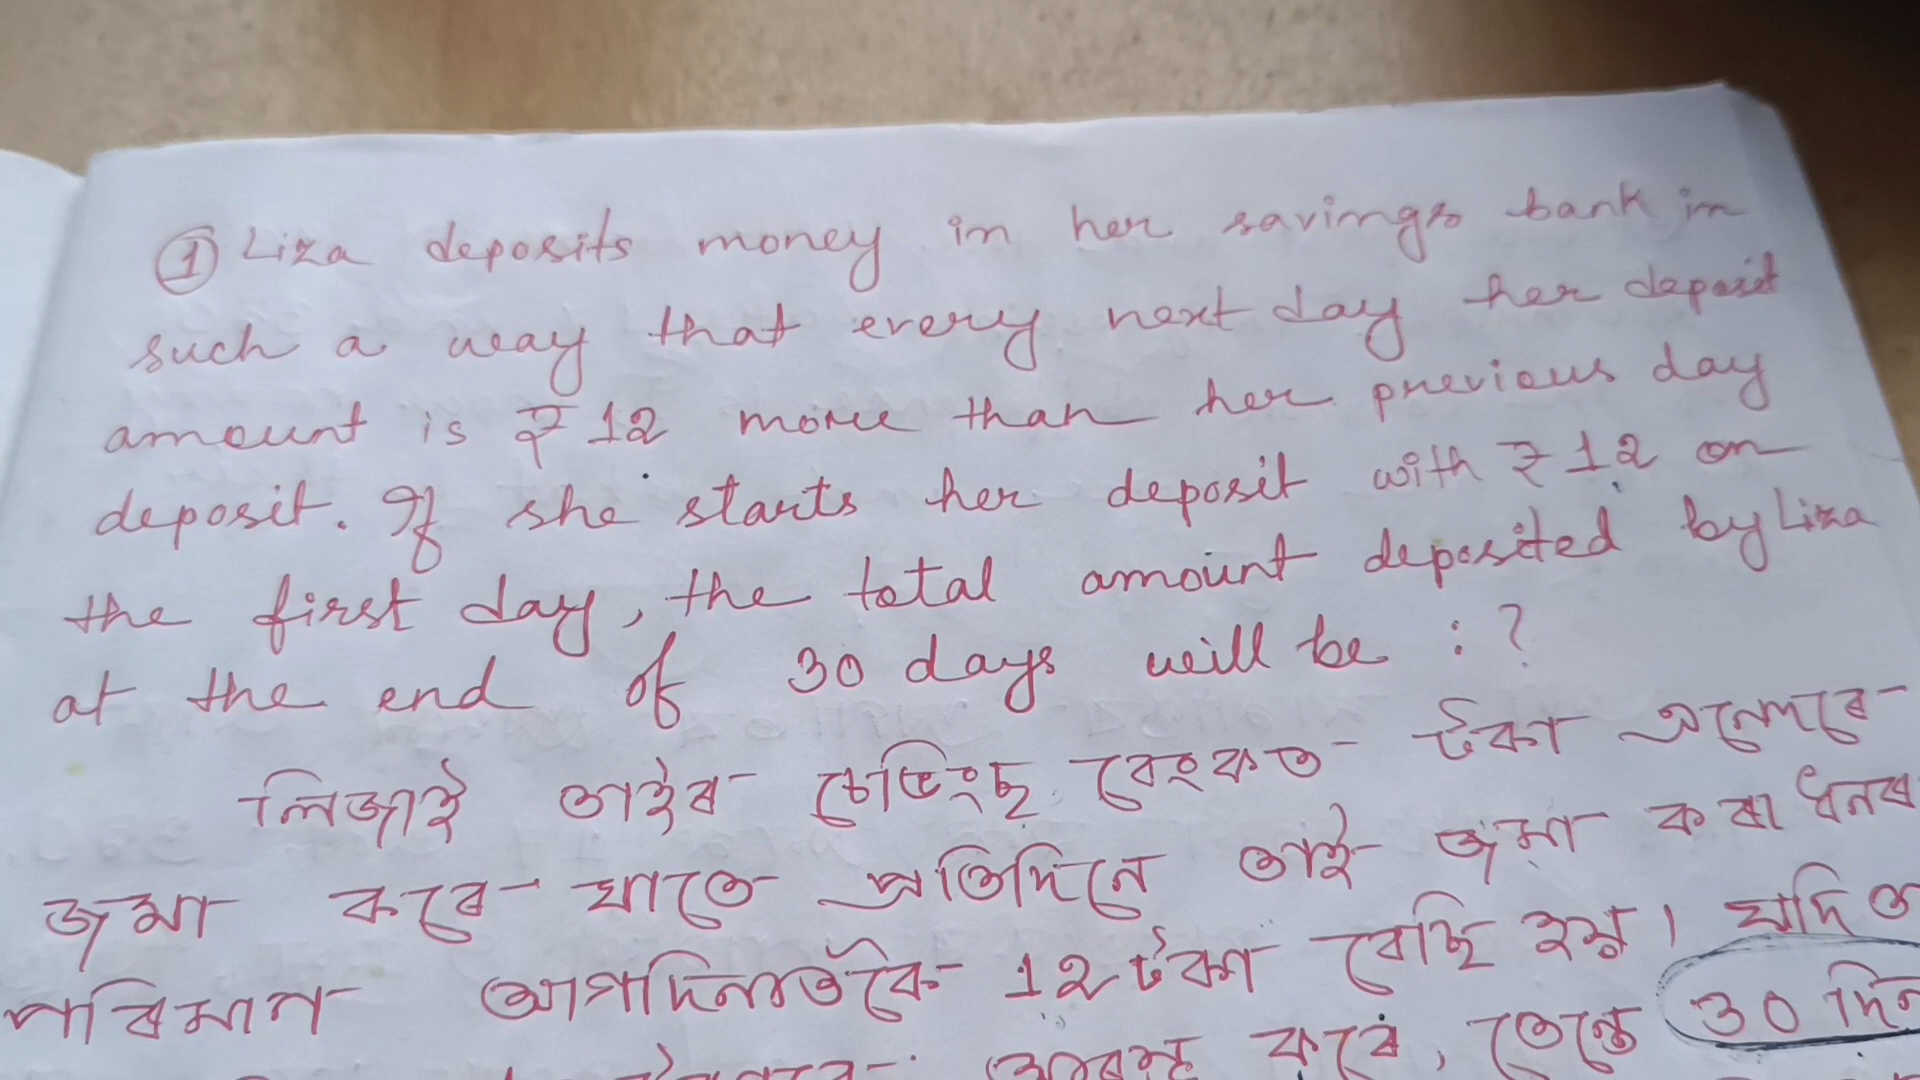 ① Liza deposits money in her savings bank in
such a way that every next day her deposit
amount is ₹ 12 more than her previous day
deposit. If she starts her deposit with ₹ 12 on
the first day, the total amount deposited by Liza
at the end of 30 days will be : ?
লিজাই তাইৰ চেভিংছ বেংকত টকা এনেদৰে
জমা কৰে যাতে প্ৰতিদিনে তাই জমা কৰা ধনৰ
পৰিমাণ আগদিনাতকৈ 12 টকা বেছি হয়। যদি
কৰে, তেন্তে 30 দিন